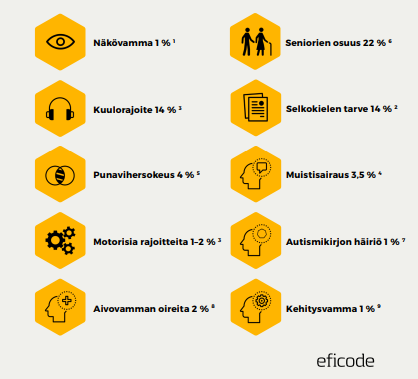 Näkövamma 1 % ¹
Seniorien osuus 22 % ⁶
Kuulorajoite 14 % ³
Selkokielen tarve 14 % ²
Punavihersokeus 4 % ⁵
Muistisairaus 3,5 % ⁴
Motorisia rajoitteita 1–2 % ³
Autismikirjon häiriö 1 % ⁷
Aivovamman oireita 2 % ⁸
Kehitysvamma 1 % ⁹
eficode